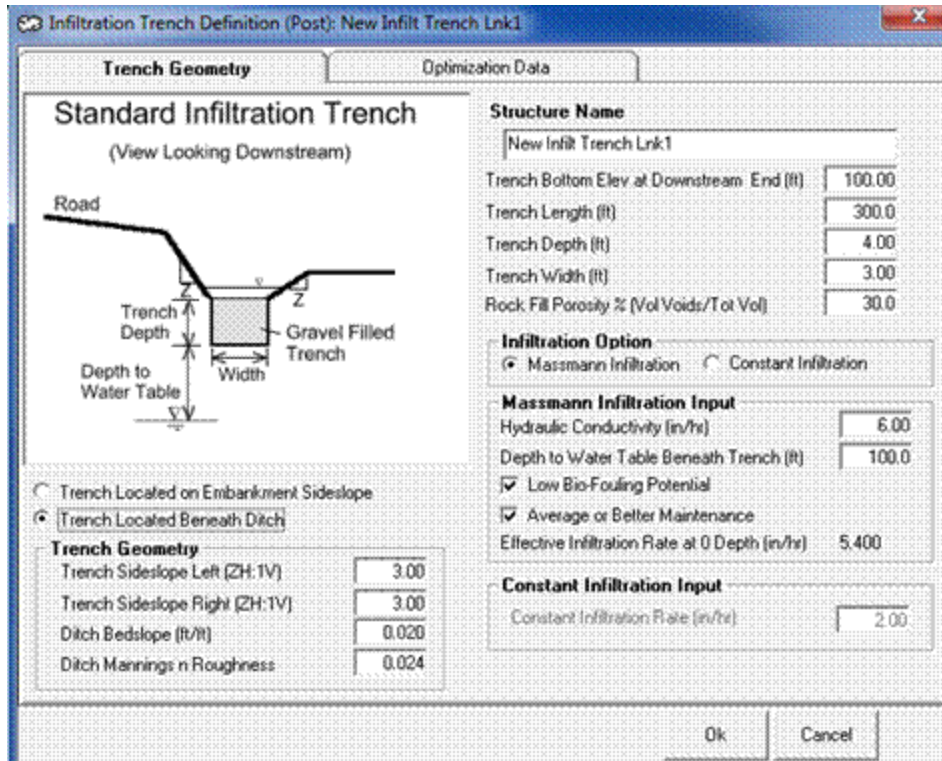 Infiltration Trench Definition (Post): New Infilt Trench Lnk1
Trench Geometry
Optimization Data
Standard Infiltration Trench
(View Looking Downstream)
Road
Z
Z
Trench
Depth
Gravel Filled
Trench
Width
Depth to
Water Table
Trench Located on Embankment Sideslope
Trench Located Beneath Ditch
Trench Geometry
Trench Sideslope Left (ZH:1V) 3.00
Trench Sideslope Right (ZH:1V) 3.00
Ditch Bedslope (ft/ft) 0.020
Ditch Mannings n Roughness 0.024
Structure Name
New Infilt Trench Lnk1
Trench Bottom Elev at Downstream End (ft) 100.00
Trench Length (ft) 300.0
Trench Depth (ft) 4.00
Trench Width (ft) 3.00
Rock Fill Porosity % (Vol Voids/Tot Vol) 30.0
Infiltration Option
Massmann Infiltration Constant Infiltration
Massmann Infiltration Input
Hydraulic Conductivity (in/hr) 6.00
Depth to Water Table Beneath Trench (ft) 100.0
Low Bio-Fouling Potential
Average or Better Maintenance
Effective Infiltration Rate at 0 Depth (in/hr) 5.400
Constant Infiltration Input
Constant Infiltration Rate (in/hr) 2.00
Ok Cancel